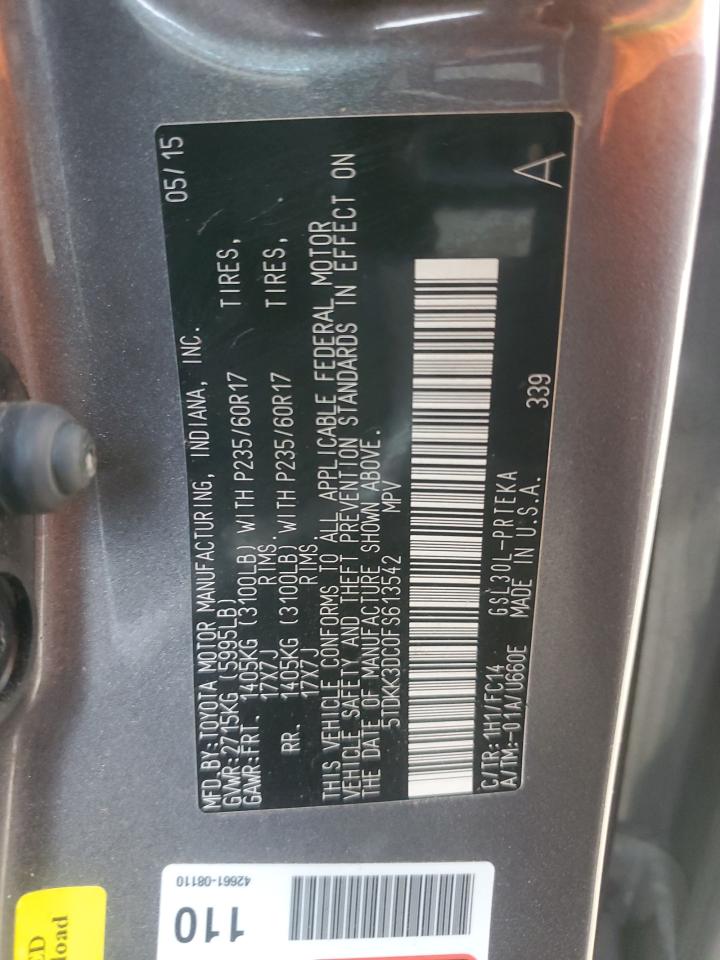 MFD.BY:TOYOTA MOTOR MANUFACTURING, INDIANA, INC. 05/15
GVWR:2715KG (5995LB)
GAWR:FRT. 1405KG (3100LB) WITH P235/60R17 TIRES,
17X7J RIMS.
RR. 1405KG (3100LB) WITH P235/60R17 TIRES,
17X7J RIMS.
THIS VEHICLE CONFORMS TO ALL APPLICABLE FEDERAL MOTOR
VEHICLE SAFETY AND THEFT PREVENTION STANDARDS IN EFFECT ON
THE DATE OF MANUFACTURE SHOWN ABOVE.
5TDKK3DC0FS613542 MPV
C/TR:1H1/FC14 GSL30L-PRTEKA 339 A
A/TM:-01A/U660E MADE IN U.S.A.
42661-08110
110
load